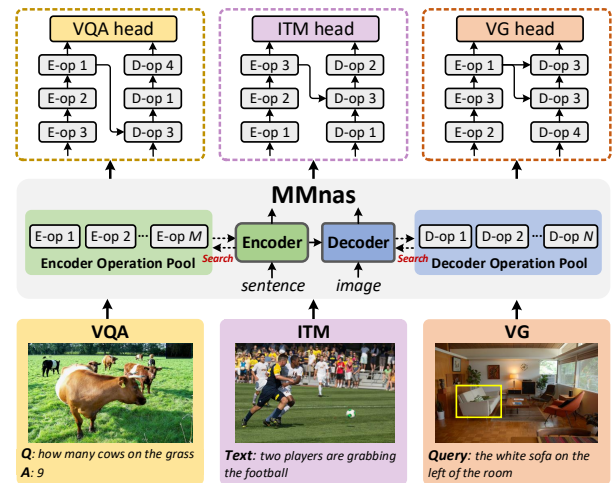 VQA head
E-op 1
D-op 4
E-op 2
D-op 1
E-op 3
D-op 3
ITM head
E-op 3
D-op 2
E-op 2
D-op 3
E-op 1
D-op 1
VG head
E-op 1
D-op 3
E-op 3
D-op 3
E-op 2
D-op 4
MMnas
E-op 1
E-op 2
...
E-op M
Encoder Operation Pool
Search
Encoder
Decoder
sentence
image
Search
D-op 1
D-op 2
...
D-op N
Decoder Operation Pool
VQA
Q: how many cows on the grass
A: 9
ITM
Text: two players are grabbing
the football
VG
Query: the white sofa on the
left of the room